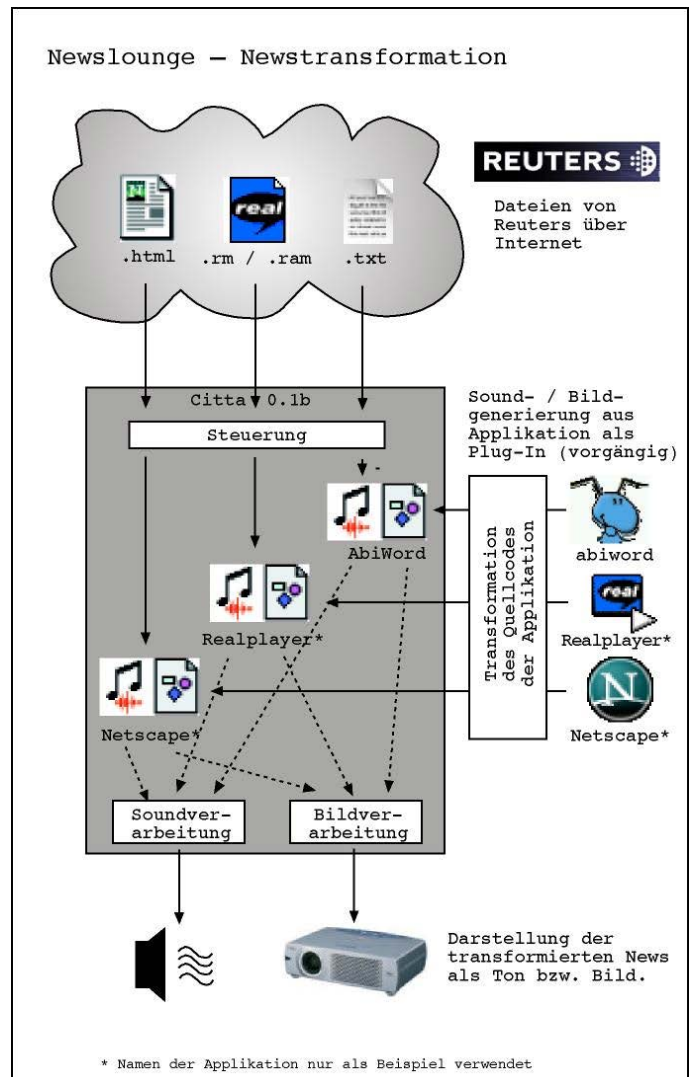 Newslounge – Newstransformation
REUTERS
Dateien von
Reuters über
Internet
N
real
.html
.rm / .ram
.txt
Citta 0.1b
Steuerung
Sound- / Bild-
generierung aus
Applikation als
Plug-In (vorgängig)
AbiWord
Realplayer*
Netscape*
Transformation
des Quellcodes
der Applikation
abiword
real
Realplayer*
N
Netscape*
Soundver-
arbeitung
Bildver-
arbeitung
Darstellung der
transformierten News
als Ton bzw. Bild.
* Namen der Applikation nur als Beispiel verwendet